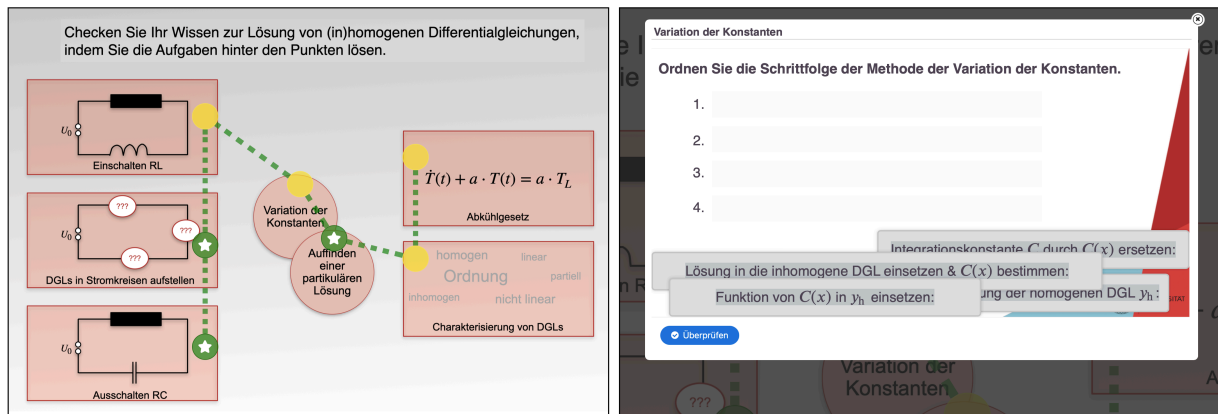 Checken Sie Ihr Wissen zur Lösung von (in)homogenen Differentialgleichungen,
indem Sie die Aufgaben hinter den Punkten lösen.
U₀
Einschalten RL
???
U₀
???
???
DGLs in Stromkreisen aufstellen
U₀
Ausschalten RC
Variation der
Konstanten
Auffinden
einer
partikulären
Lösung
Ṫ(t) + a · T(t) = a · T_L
Abkühlgesetz
homogen
linear
Ordnung
partiell
inhomogen
nicht linear
Charakterisierung von DGLs
Variation der Konstanten
Ordnen Sie die Schrittfolge der Methode der Variation der Konstanten.
1.
2.
3.
4.
Integrationskonstante C durch C(x) ersetzen:
Lösung in die inhomogene DGL einsetzen & C(x) bestimmen:
Funktion von C(x) in y_h einsetzen:
der homogenen DGL y_h:
Überprüfen
Variation der
Konstanten
???